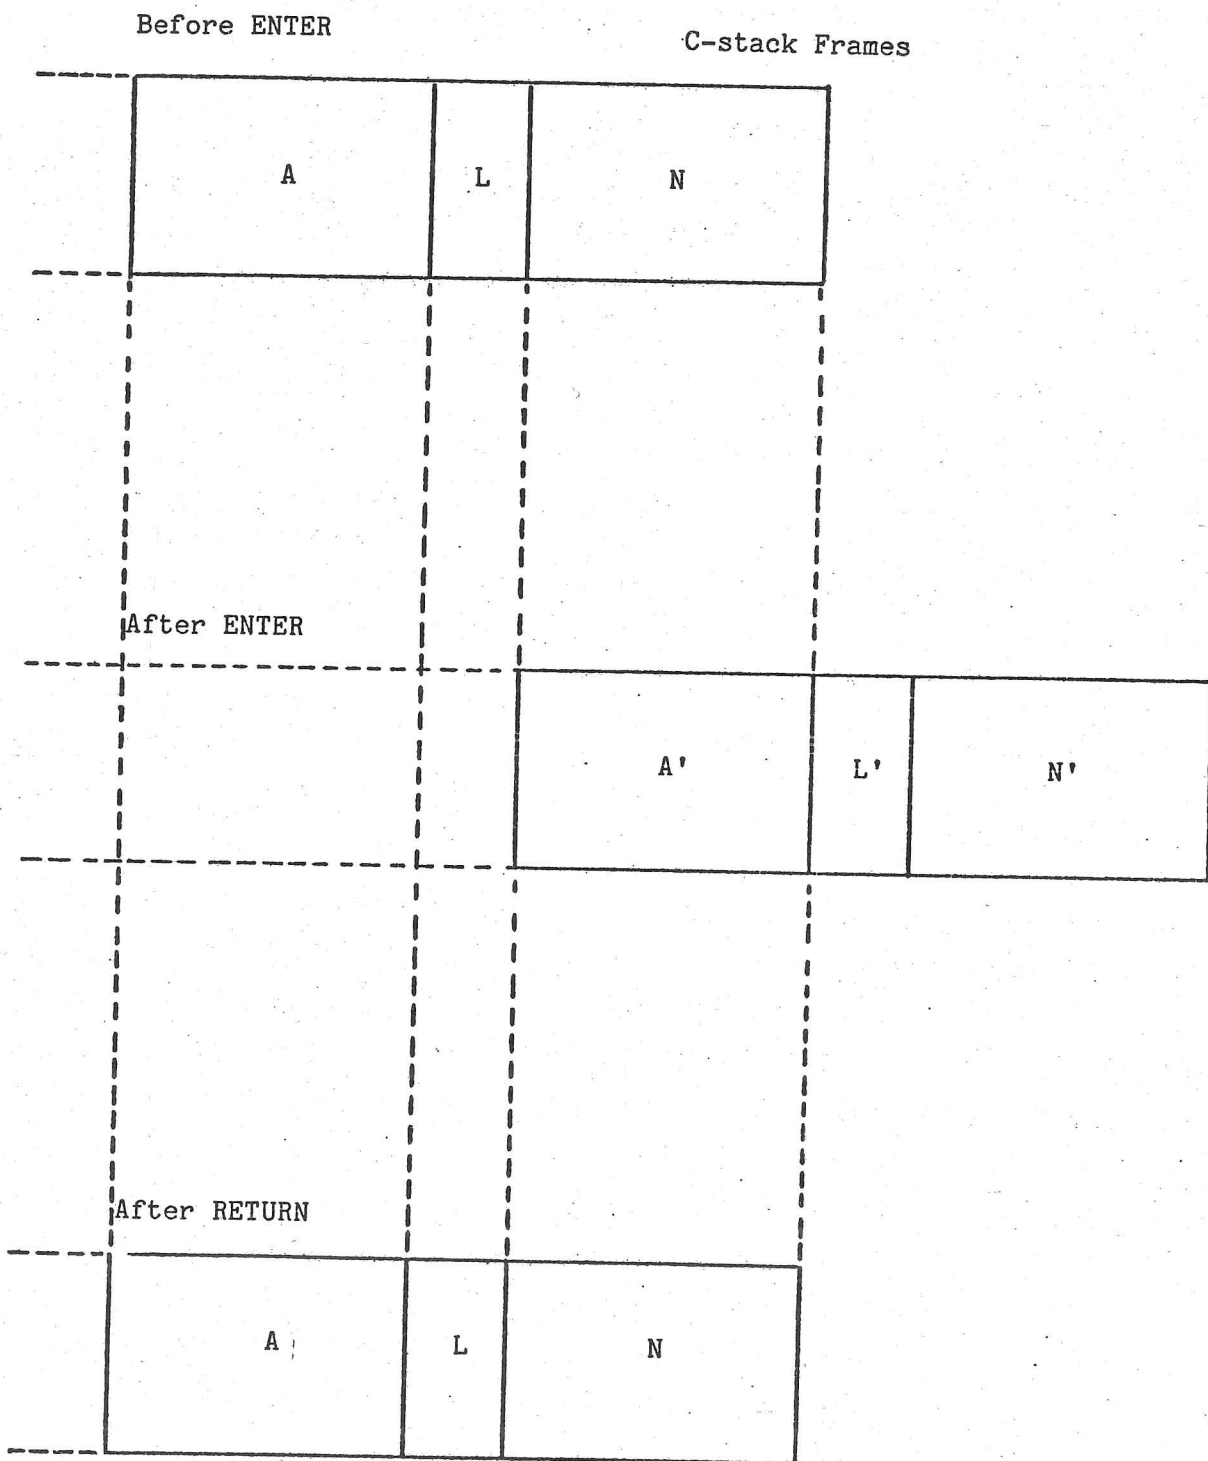 Before ENTER
C-stack Frames
A
L
N
After ENTER
A'
L'
N'
After RETURN
A
L
N